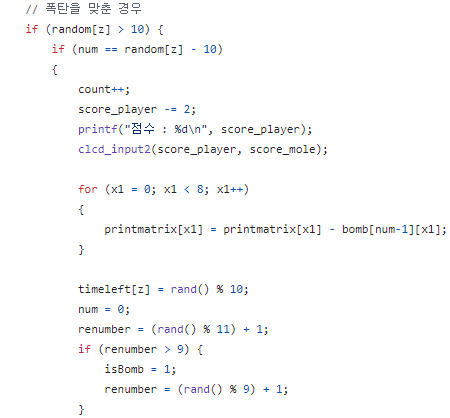 // 폭탄을 맞춘 경우
if (random[z] > 10) {
if (num == random[z] - 10)
{
count++;
score_player -= 2;
printf("점수 : %d\n", score_player);
clcd_input2(score_player, score_mole);
for (x1 = 0; x1 < 8; x1++)
{
printmatrix[x1] = printmatrix[x1] - bomb[num-1][x1];
}
timeleft[z] = rand() % 10;
num = 0;
renumber = (rand() % 11) + 1;
if (renumber > 9) {
isBomb = 1;
renumber = (rand() % 9) + 1;
}